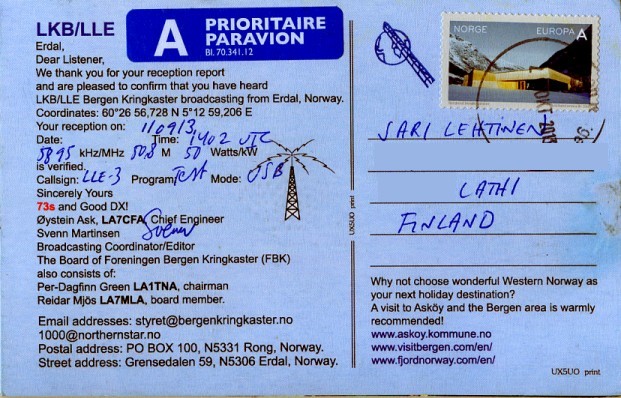 LKB/LLE
Erdal,
Dear Listener,
We thank you for your reception report
and are pleased to confirm that you have heard
LKB/LLE Bergen Kringkaster broadcasting from Erdal, Norway.
Coordinates: 60°26 56,728 N 5°12 59,206 E
Your reception on: 110913
Date: Time: 1402 UTC
5895 kHz/MHz 50,8 M 50 Watts/kW
is verified.
Callsign: LLE-3 Program: TEST Mode: USB
Sincerely Yours
73s and Good DX!
Øystein Ask, LA7CFA, Chief Engineer
Svenn Martinsen
Svenn
Broadcasting Coordinator/Editor
The Board of Foreningen Bergen Kringkaster (FBK)
also consists of:
Per-Dagfinn Green LA1TNA, chairman
Reidar Mjös LA7MLA, board member.
Email addresses: styret@bergenkringkaster.no
1000@northernstar.no
Postal address: PO BOX 100, N5331 Rong, Norway.
Street address: Grensedalen 59, N5306 Erdal, Norway.
A PRIORITAIRE
PARAVION
Bl. 70.341.12
UX5UO print
NORGE EUROPA A
OKT 2013
SARI LEHTINEN
LATHI
FINLAND
Why not choose wonderful Western Norway as
your next holiday destination?
A visit to Asköy and the Bergen area is warmly
recommended!
www.askoy.kommune.no
www.visitbergen.com/en/
www.fjordnorway.com/en/
UX5UO print